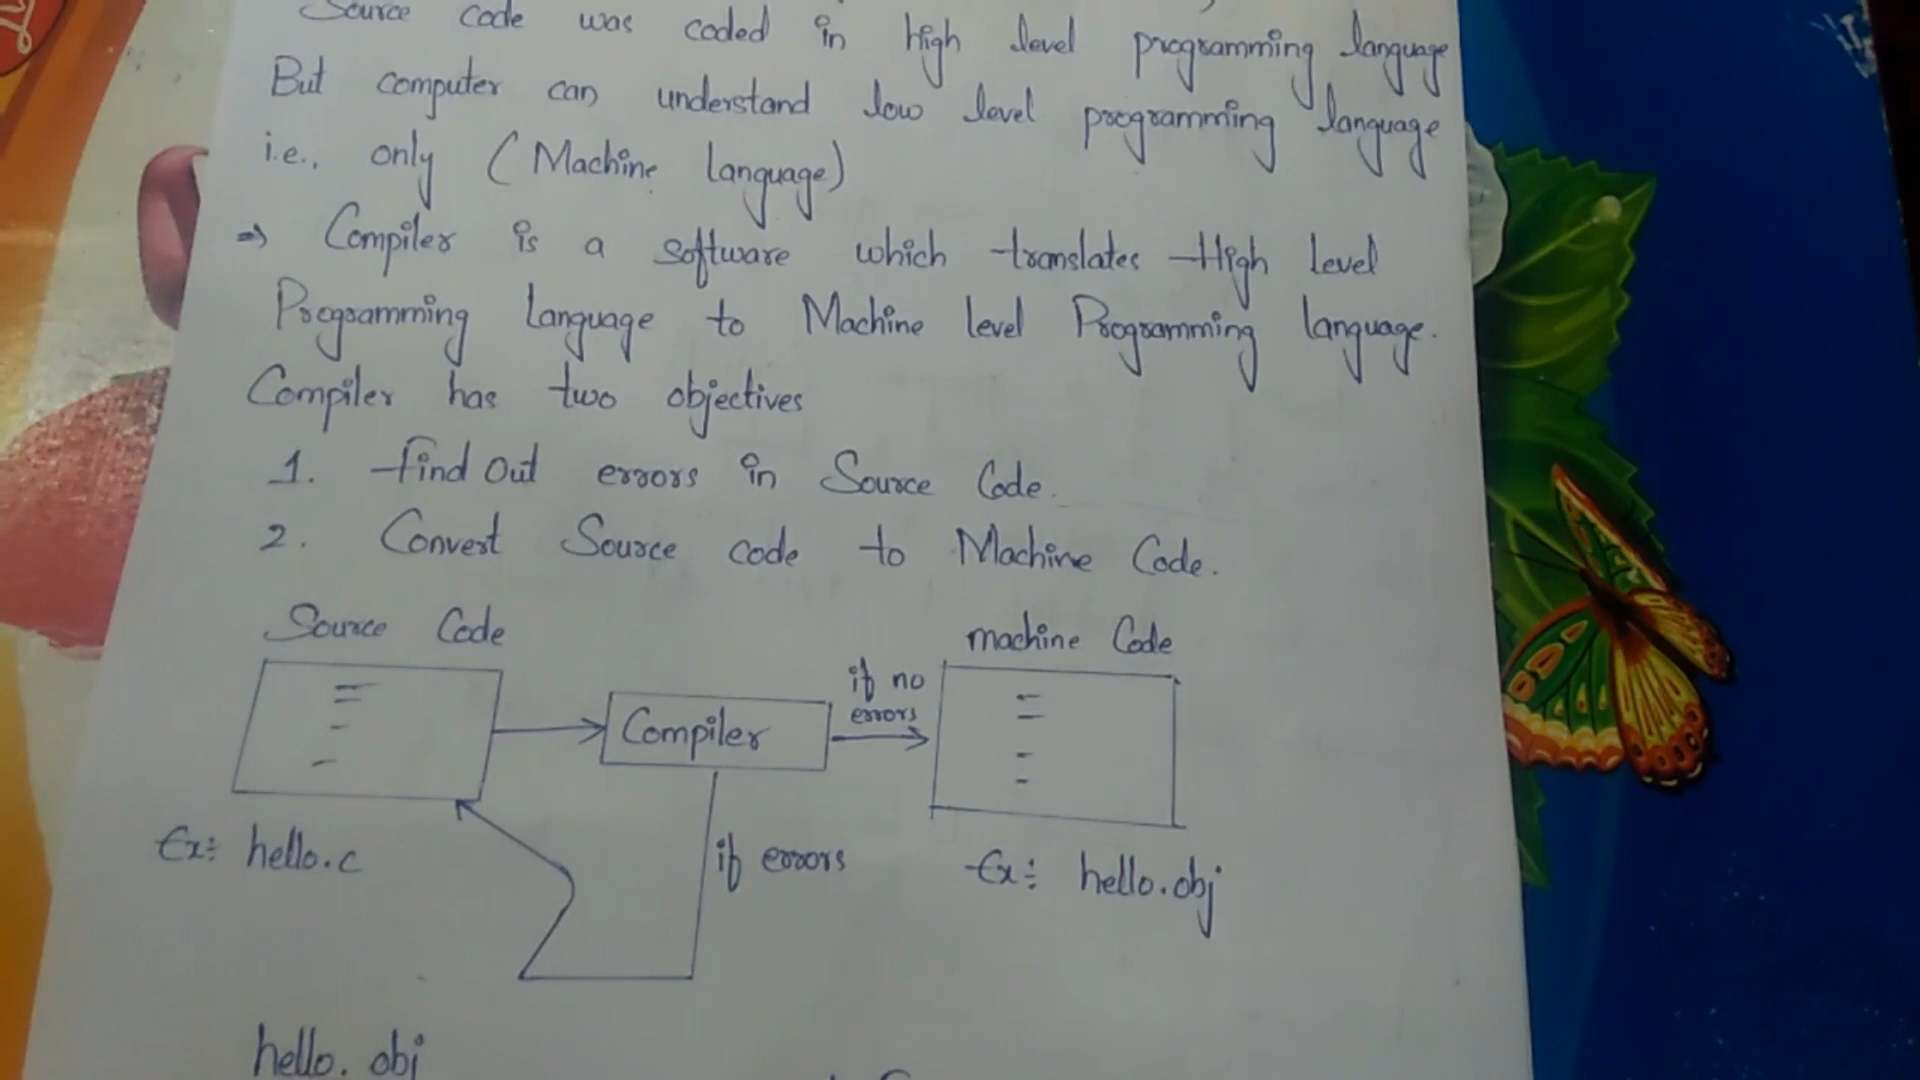 Source code was coded in high level programming language
But computer can understand low level programming language
i.e., only (Machine language)
⇒ Compiler is a software which translates High level
Programming Language to Machine level Programming language.
Compiler has two objectives
1. find out errors in Source Code.
2. Convert Source code to Machine Code.
Source Code
machine Code
if no
errors
Compiler
if errors
Ex: hello.c
Ex: hello.obj
hello.obj